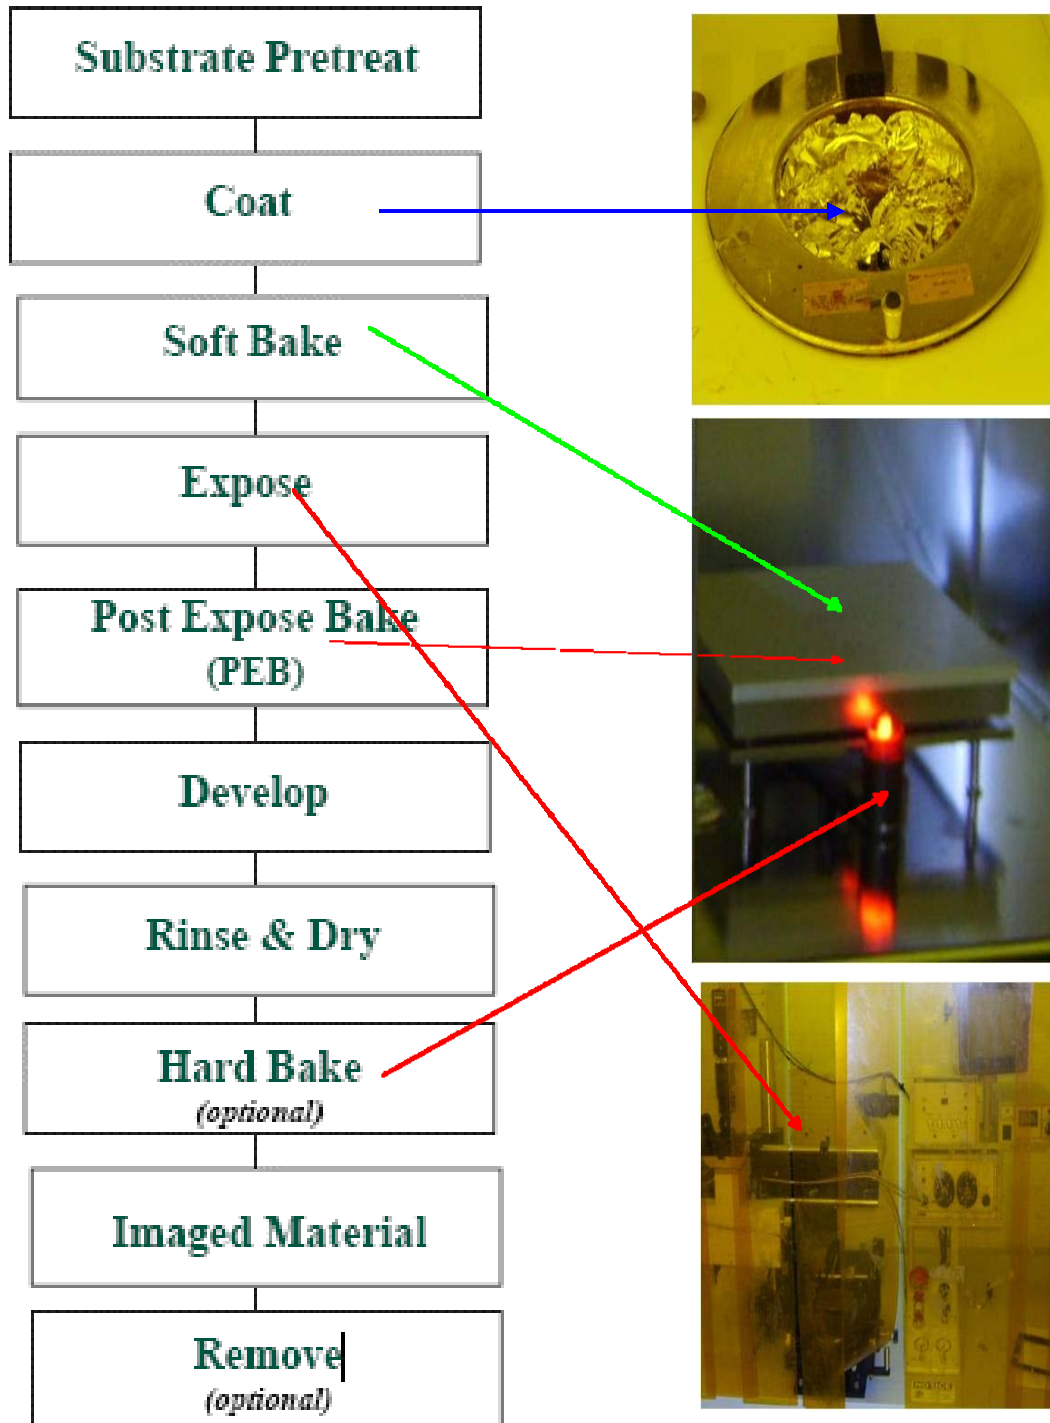 Substrate Pretreat
Coat
Soft Bake
Expose
Post Expose Bake
(PEB)
Develop
Rinse & Dry
Hard Bake
(optional)
Imaged Material
Remove
(optional)
NOTICE